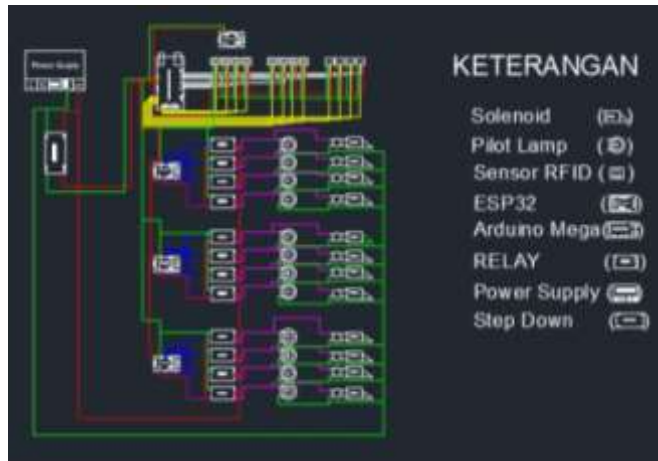 Power Supply
KETERANGAN
Solenoid
Pilot Lamp
Sensor RFID
ESP32
Arduino Mega
RELAY
Power Supply
Step Down